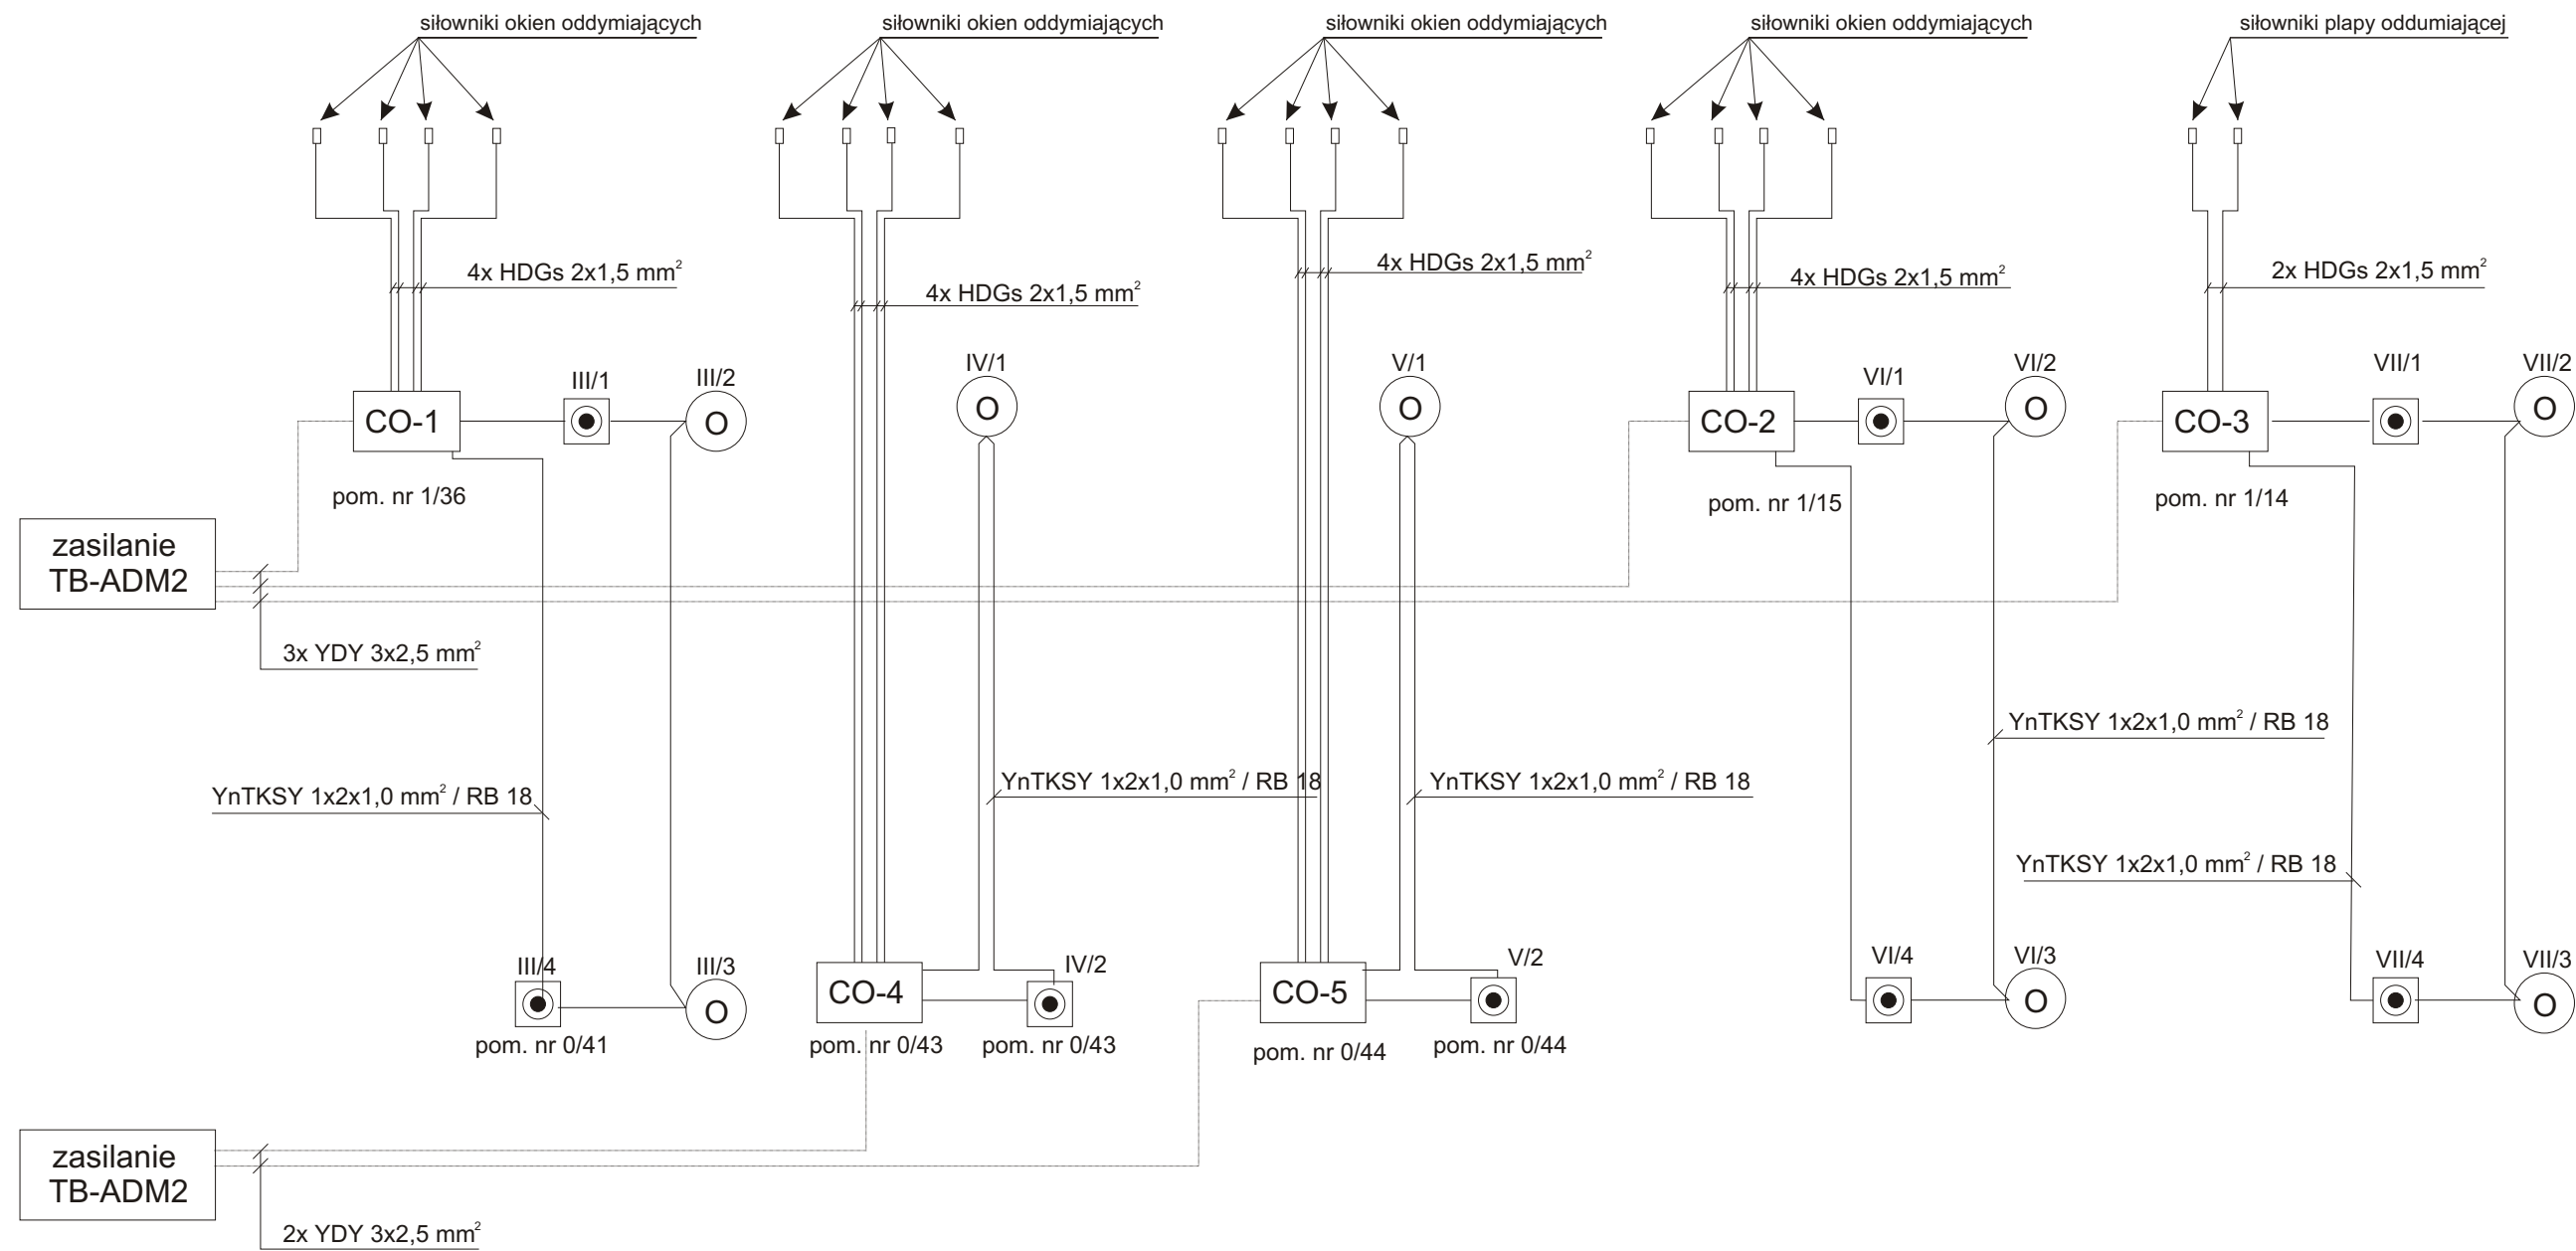 siłowniki okien oddymiających
siłowniki okien oddymiających
siłowniki okien oddymiających
siłowniki okien oddymiających
siłowniki plapy oddumiającej
4x HDGs 2x1,5 mm²
4x HDGs 2x1,5 mm²
4x HDGs 2x1,5 mm²
4x HDGs 2x1,5 mm²
2x HDGs 2x1,5 mm²
III/1
III/2
IV/1
V/1
VI/1
VI/2
VII/1
VII/2
CO-1
O
O
O
CO-2
O
CO-3
O
pom. nr 1/36
pom. nr 1/15
pom. nr 1/14
zasilanie
TB-ADM2
3x YDY 3x2,5 mm²
YnTKSY 1x2x1,0 mm² / RB 18
YnTKSY 1x2x1,0 mm² / RB 18
YnTKSY 1x2x1,0 mm² / RB 18
YnTKSY 1x2x1,0 mm² / RB 18
YnTKSY 1x2x1,0 mm² / RB 18
III/4
III/3
IV/2
V/2
VI/4
VI/3
VII/4
VII/3
O
CO-4
CO-5
O
O
pom. nr 0/41
pom. nr 0/43
pom. nr 0/43
pom. nr 0/44
pom. nr 0/44
zasilanie
TB-ADM2
2x YDY 3x2,5 mm²